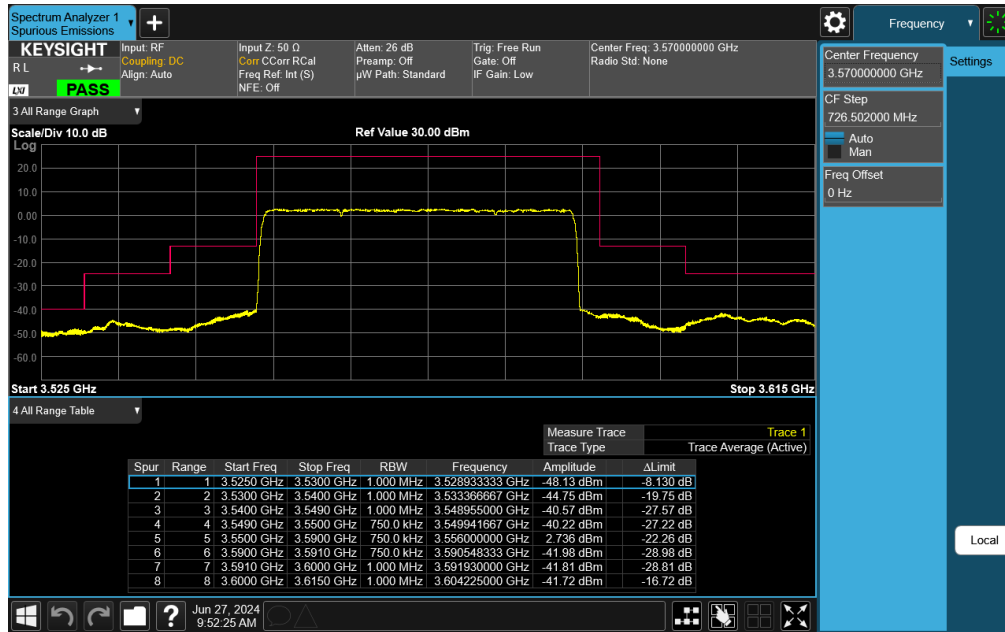 Spectrum Analyzer 1
Spurious Emissions
Frequency
KEYSIGHT
R L
LXI
PASS
Input: RF
Coupling: DC
Align: Auto
Input Z: 50 Ω
Corr CCorr RCal
Freq Ref: Int (S)
NFE: Off
Atten: 26 dB
Preamp: Off
µW Path: Standard
Trig: Free Run
Gate: Off
IF Gain: Low
Center Freq: 3.570000000 GHz
Radio Std: None
Center Frequency
3.570000000 GHz
Settings
CF Step
726.502000 MHz
Auto
Man
Freq Offset
0 Hz
3 All Range Graph
Scale/Div 10.0 dB
Ref Value 30.00 dBm
Log
20.0
10.0
0.00
-10.0
-20.0
-30.0
-40.0
-50.0
-60.0
Start 3.525 GHz
Stop 3.615 GHz
4 All Range Table
Measure Trace Trace 1
Trace Type Trace Average (Active)
Spur Range Start Freq Stop Freq RBW Frequency Amplitude ΔLimit
1 1 3.5250 GHz 3.5300 GHz 1.000 MHz 3.528933333 GHz -48.13 dBm -8.130 dB
2 2 3.5300 GHz 3.5400 GHz 1.000 MHz 3.533366667 GHz -44.75 dBm -19.75 dB
3 3 3.5400 GHz 3.5490 GHz 1.000 MHz 3.548955000 GHz -40.57 dBm -27.57 dB
4 4 3.5490 GHz 3.5500 GHz 750.0 kHz 3.549941667 GHz -40.22 dBm -27.22 dB
5 5 3.5500 GHz 3.5900 GHz 750.0 kHz 3.556000000 GHz 2.736 dBm -22.26 dB
6 6 3.5900 GHz 3.5910 GHz 750.0 kHz 3.590548333 GHz -41.98 dBm -28.98 dB
7 7 3.5910 GHz 3.6000 GHz 1.000 MHz 3.591930000 GHz -41.81 dBm -28.81 dB
8 8 3.6000 GHz 3.6150 GHz 1.000 MHz 3.604225000 GHz -41.72 dBm -16.72 dB
Local
?
Jun 27, 2024
9:52:25 AM